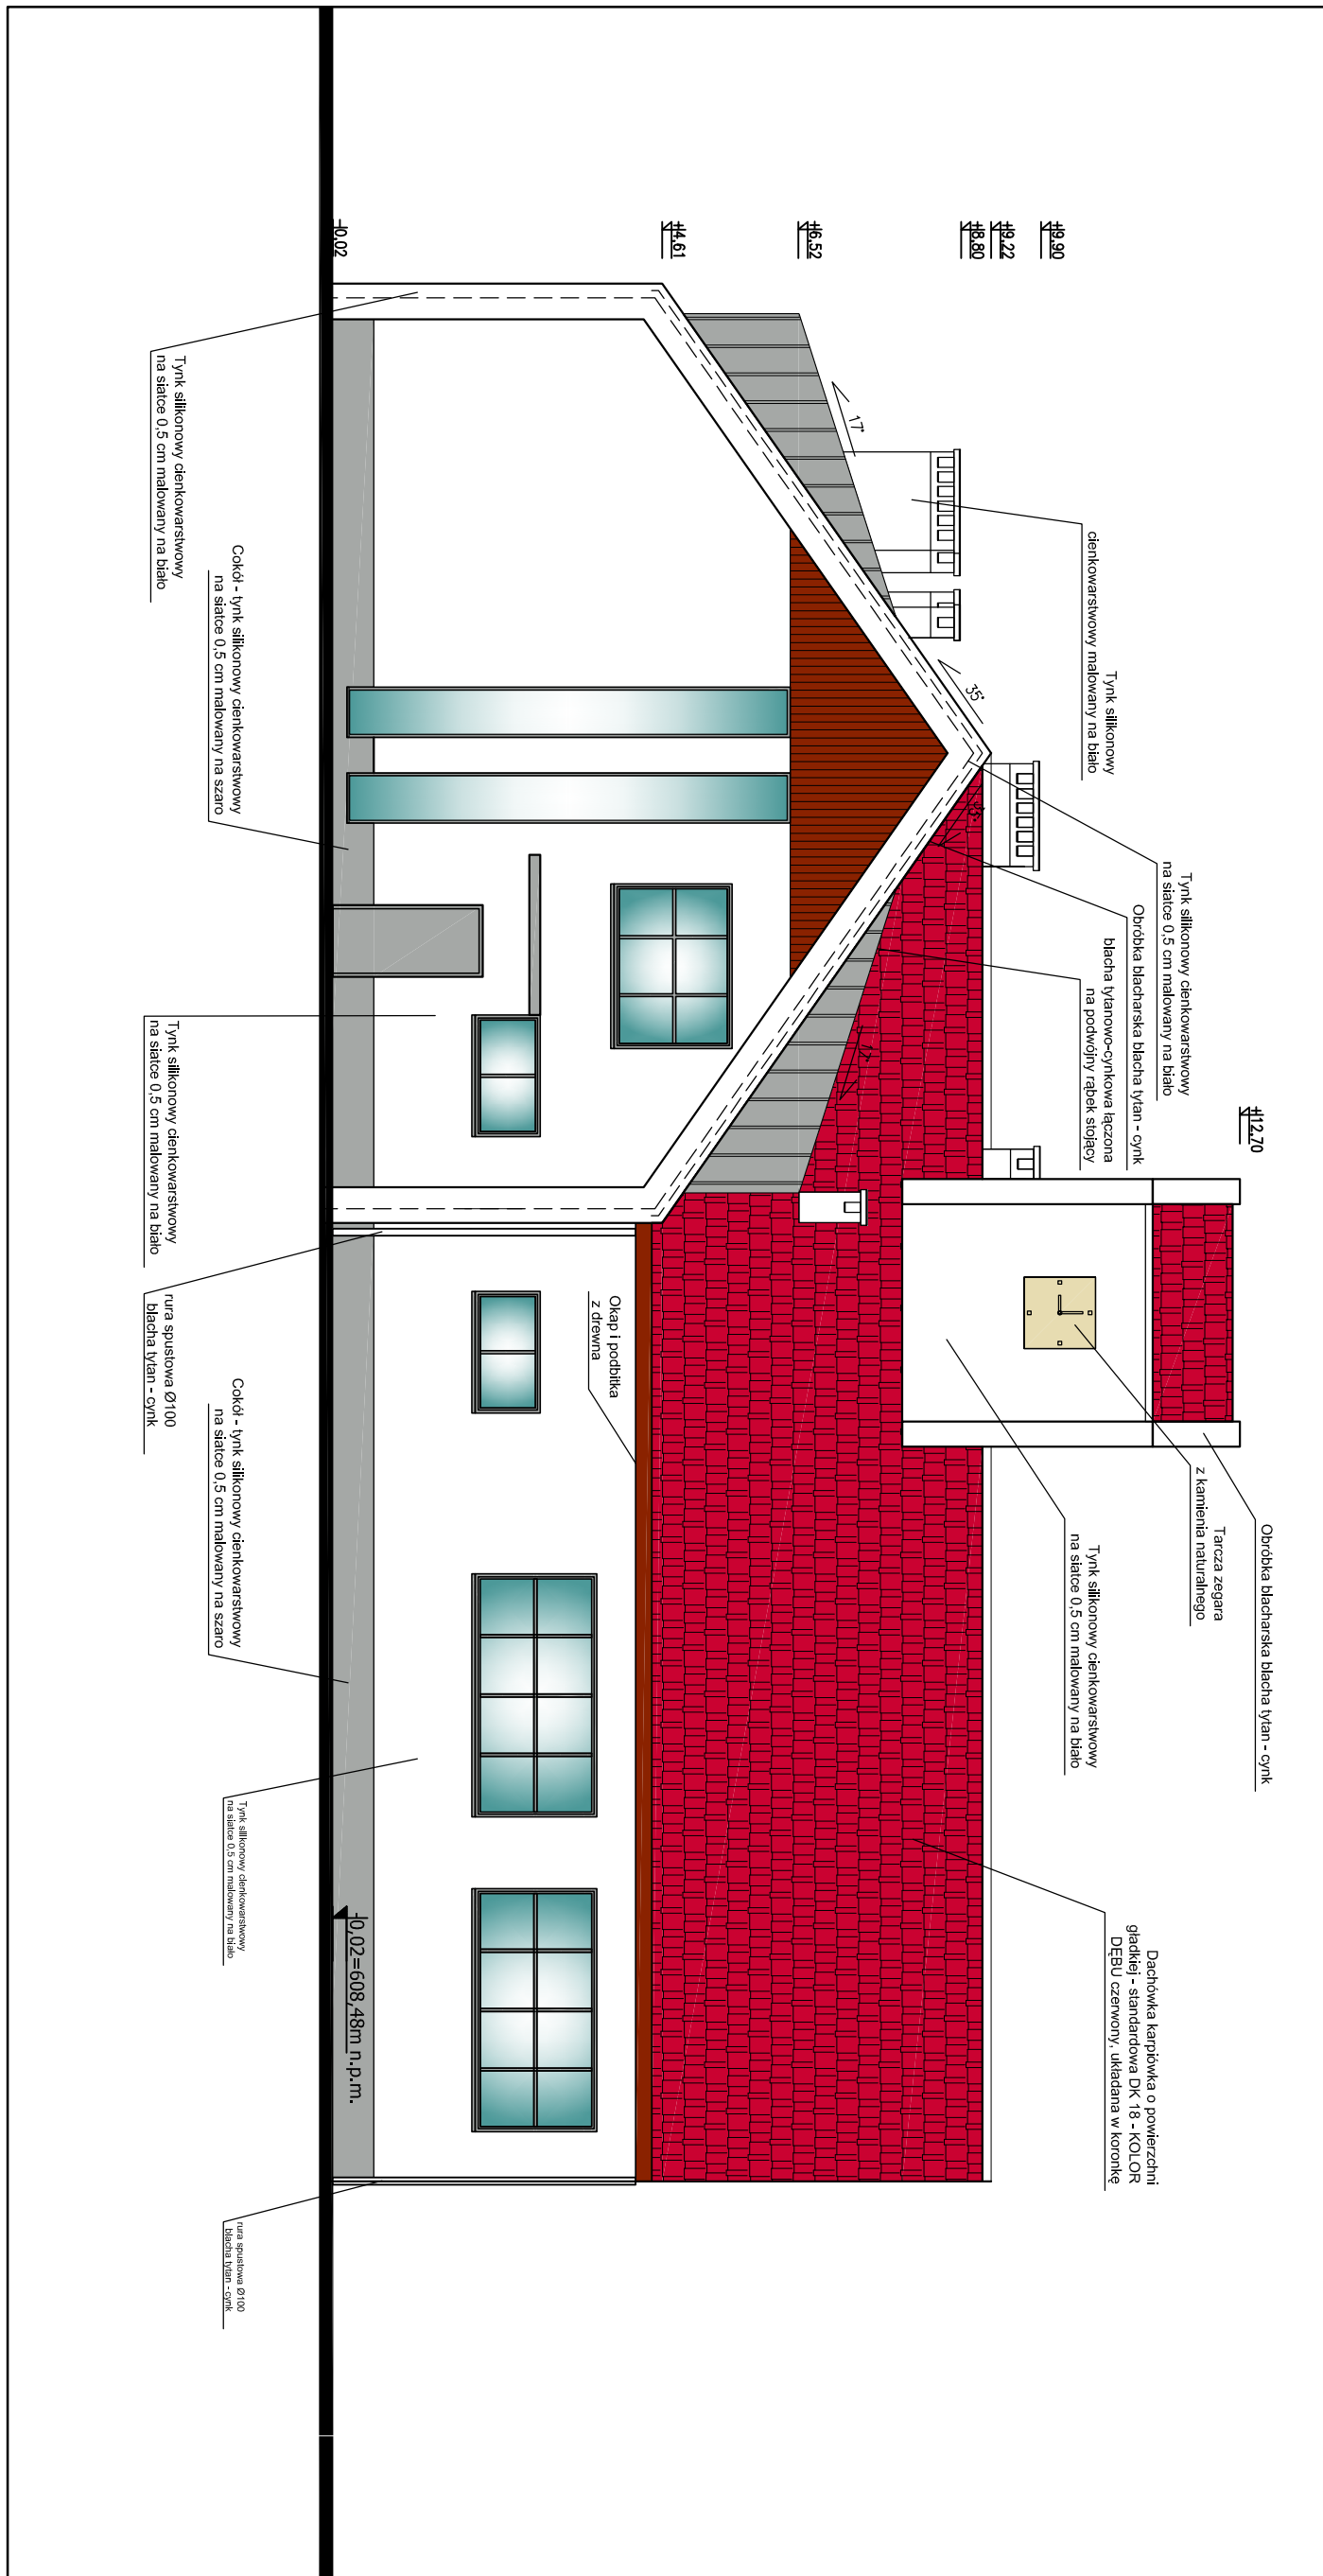 +12,70
+9,90
+9,22
+8,80
+6,52
+4,61
-0,02
Obróbka blacharska blacha tytan - cynk
Tarcza zegara
z kamienia naturalnego
Tynk silikonowy cienkowarstwowy
na siatce 0,5 cm malowany na biało
Dachówka karpiówka o powierzchni
gładkiej - standardowa DK 18 - KOLOR
DĘBU czerwony, układana w koronkę
Tynk silikonowy
cienkowarstwowy malowany na biało
Tynk silikonowy cienkowarstwowy
na siatce 0,5 cm malowany na biało
Obróbka blacharska blacha tytan - cynk
blacha tytanowo-cynkowa łączona
na podwójny rąbek stojący
17°
35°
35°
17°
Okap i podbitka
z drewna
-0,02=608,48m n.p.m.
Tynk silikonowy cienkowarstwowy
na siatce 0,5 cm malowany na biało
Cokół - tynk silikonowy cienkowarstwowy
na siatce 0,5 cm malowany na szaro
Tynk silikonowy cienkowarstwowy
na siatce 0,5 cm malowany na biało
rura spustowa Ø100
blacha tytan - cynk
Cokół - tynk silikonowy cienkowarstwowy
na siatce 0,5 cm malowany na szaro
Tynk silikonowy cienkowarstwowy
na siatce 0,5 cm malowany na biało
rura spustowa Ø100
blacha tytan - cynk